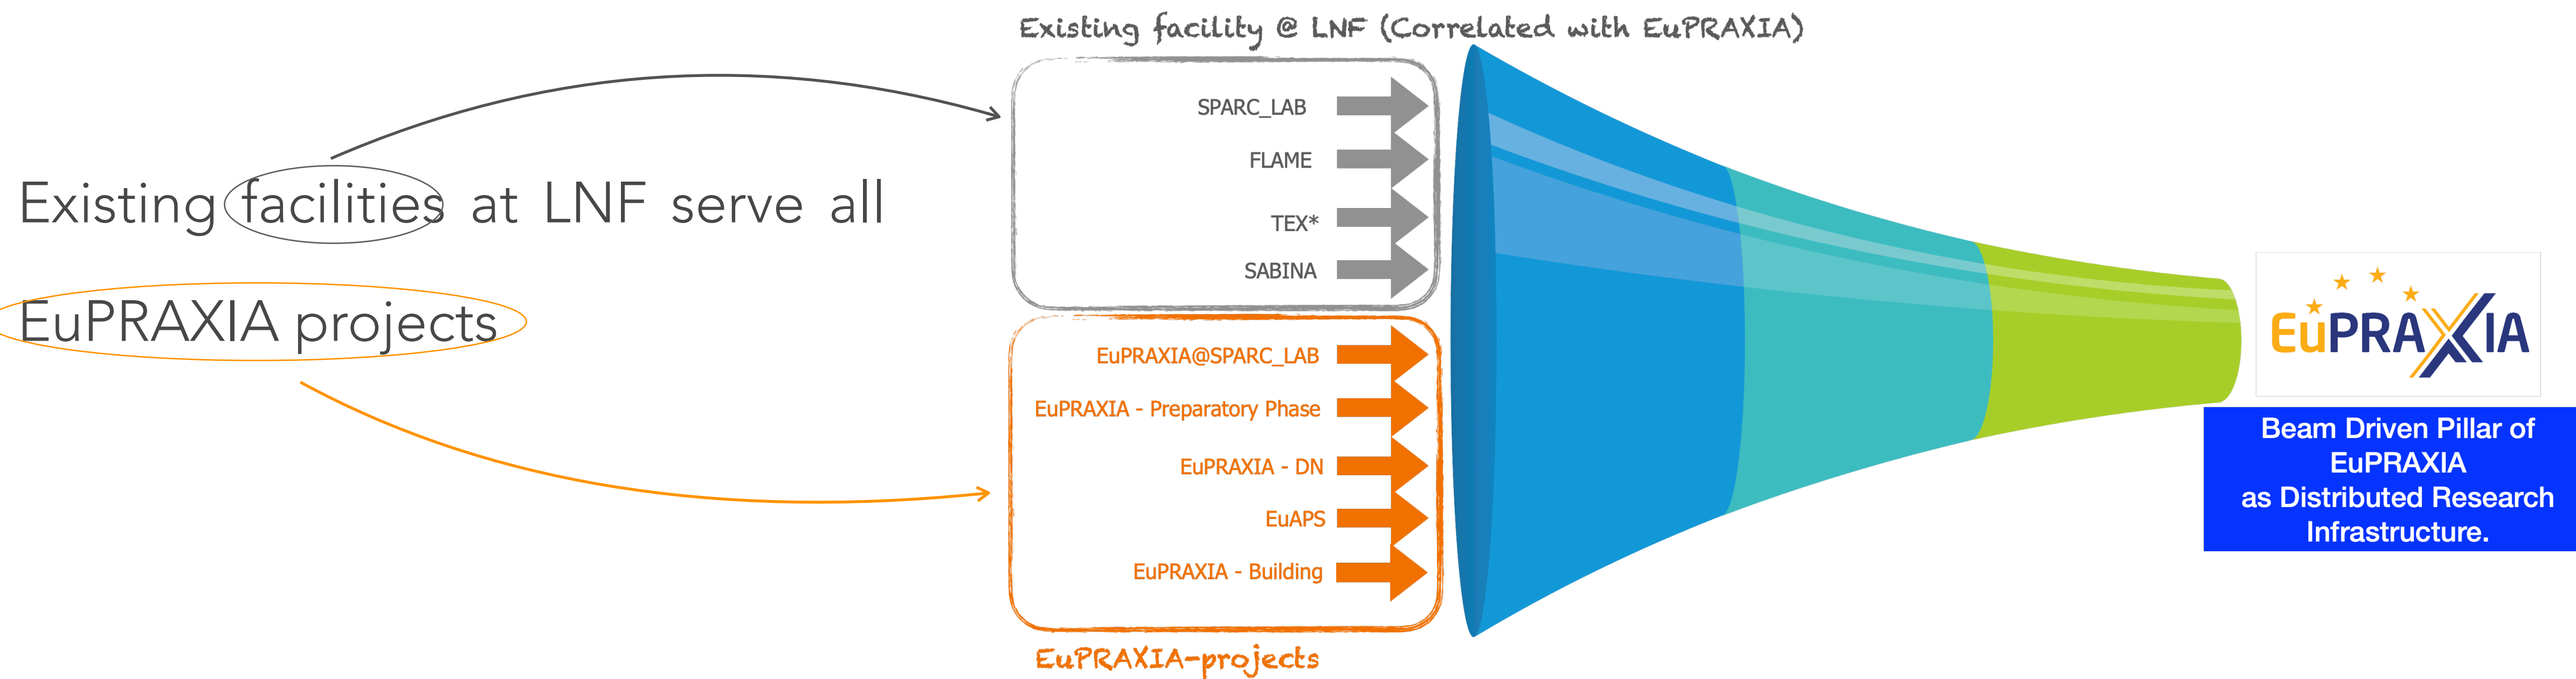 Existing facilities at LNF serve all
EuPRAXIA projects
Existing facility @ LNF (Correlated with EuPRAXIA)
SPARC_LAB
FLAME
TEX*
SABINA
EuPRAXIA@SPARC_LAB
EuPRAXIA - Preparatory Phase
EuPRAXIA - DN
EuAPS
EuPRAXIA - Building
EuPRAXIA-projects
EuPRAXIA
Beam Driven Pillar of
EuPRAXIA
as Distributed Research
Infrastructure.